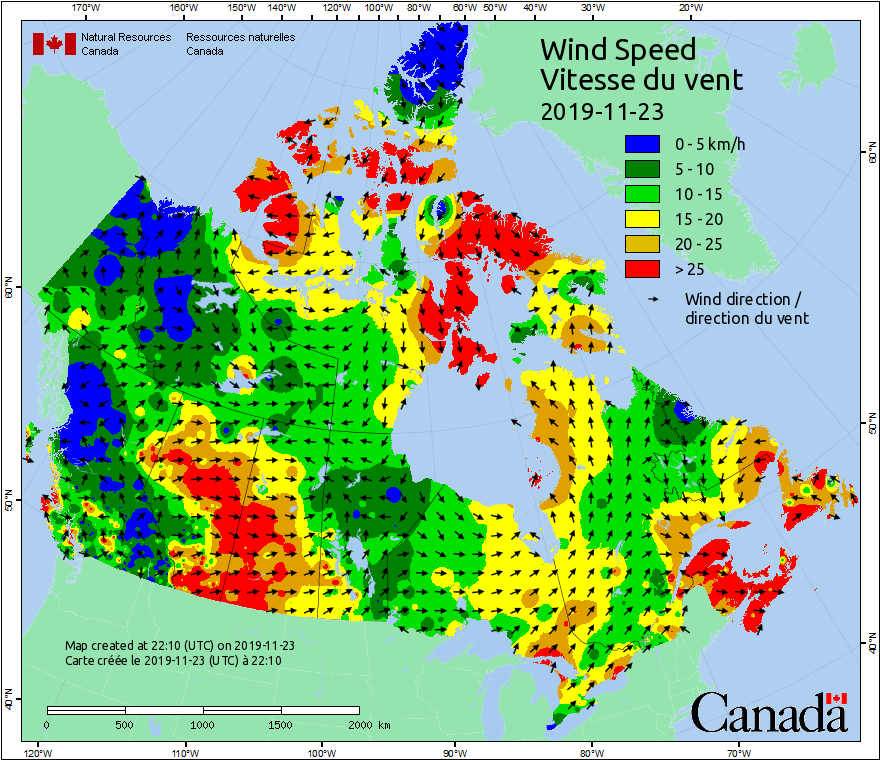 170°W 160°W 150°W 140°W 130°W 120°W 110°W 100°W 90°W 80°W 70°W 60°W 50°W 40°W 30°W 20°W
Natural Resources Canada
Ressources naturelles Canada
Wind Speed
Vitesse du vent
2019-11-23
0 - 5 km/h
5 - 10
10 - 15
15 - 20
20 - 25
> 25
Wind direction /
direction du vent
60°N
60°N
50°N
50°N
40°N
40°N
Map created at 22:10 (UTC) on 2019-11-23
Carte créée le 2019-11-23 (UTC) à 22:10
0 500 1000 1500 2000 km
Canada
120°W 110°W 100°W 90°W 80°W 70°W